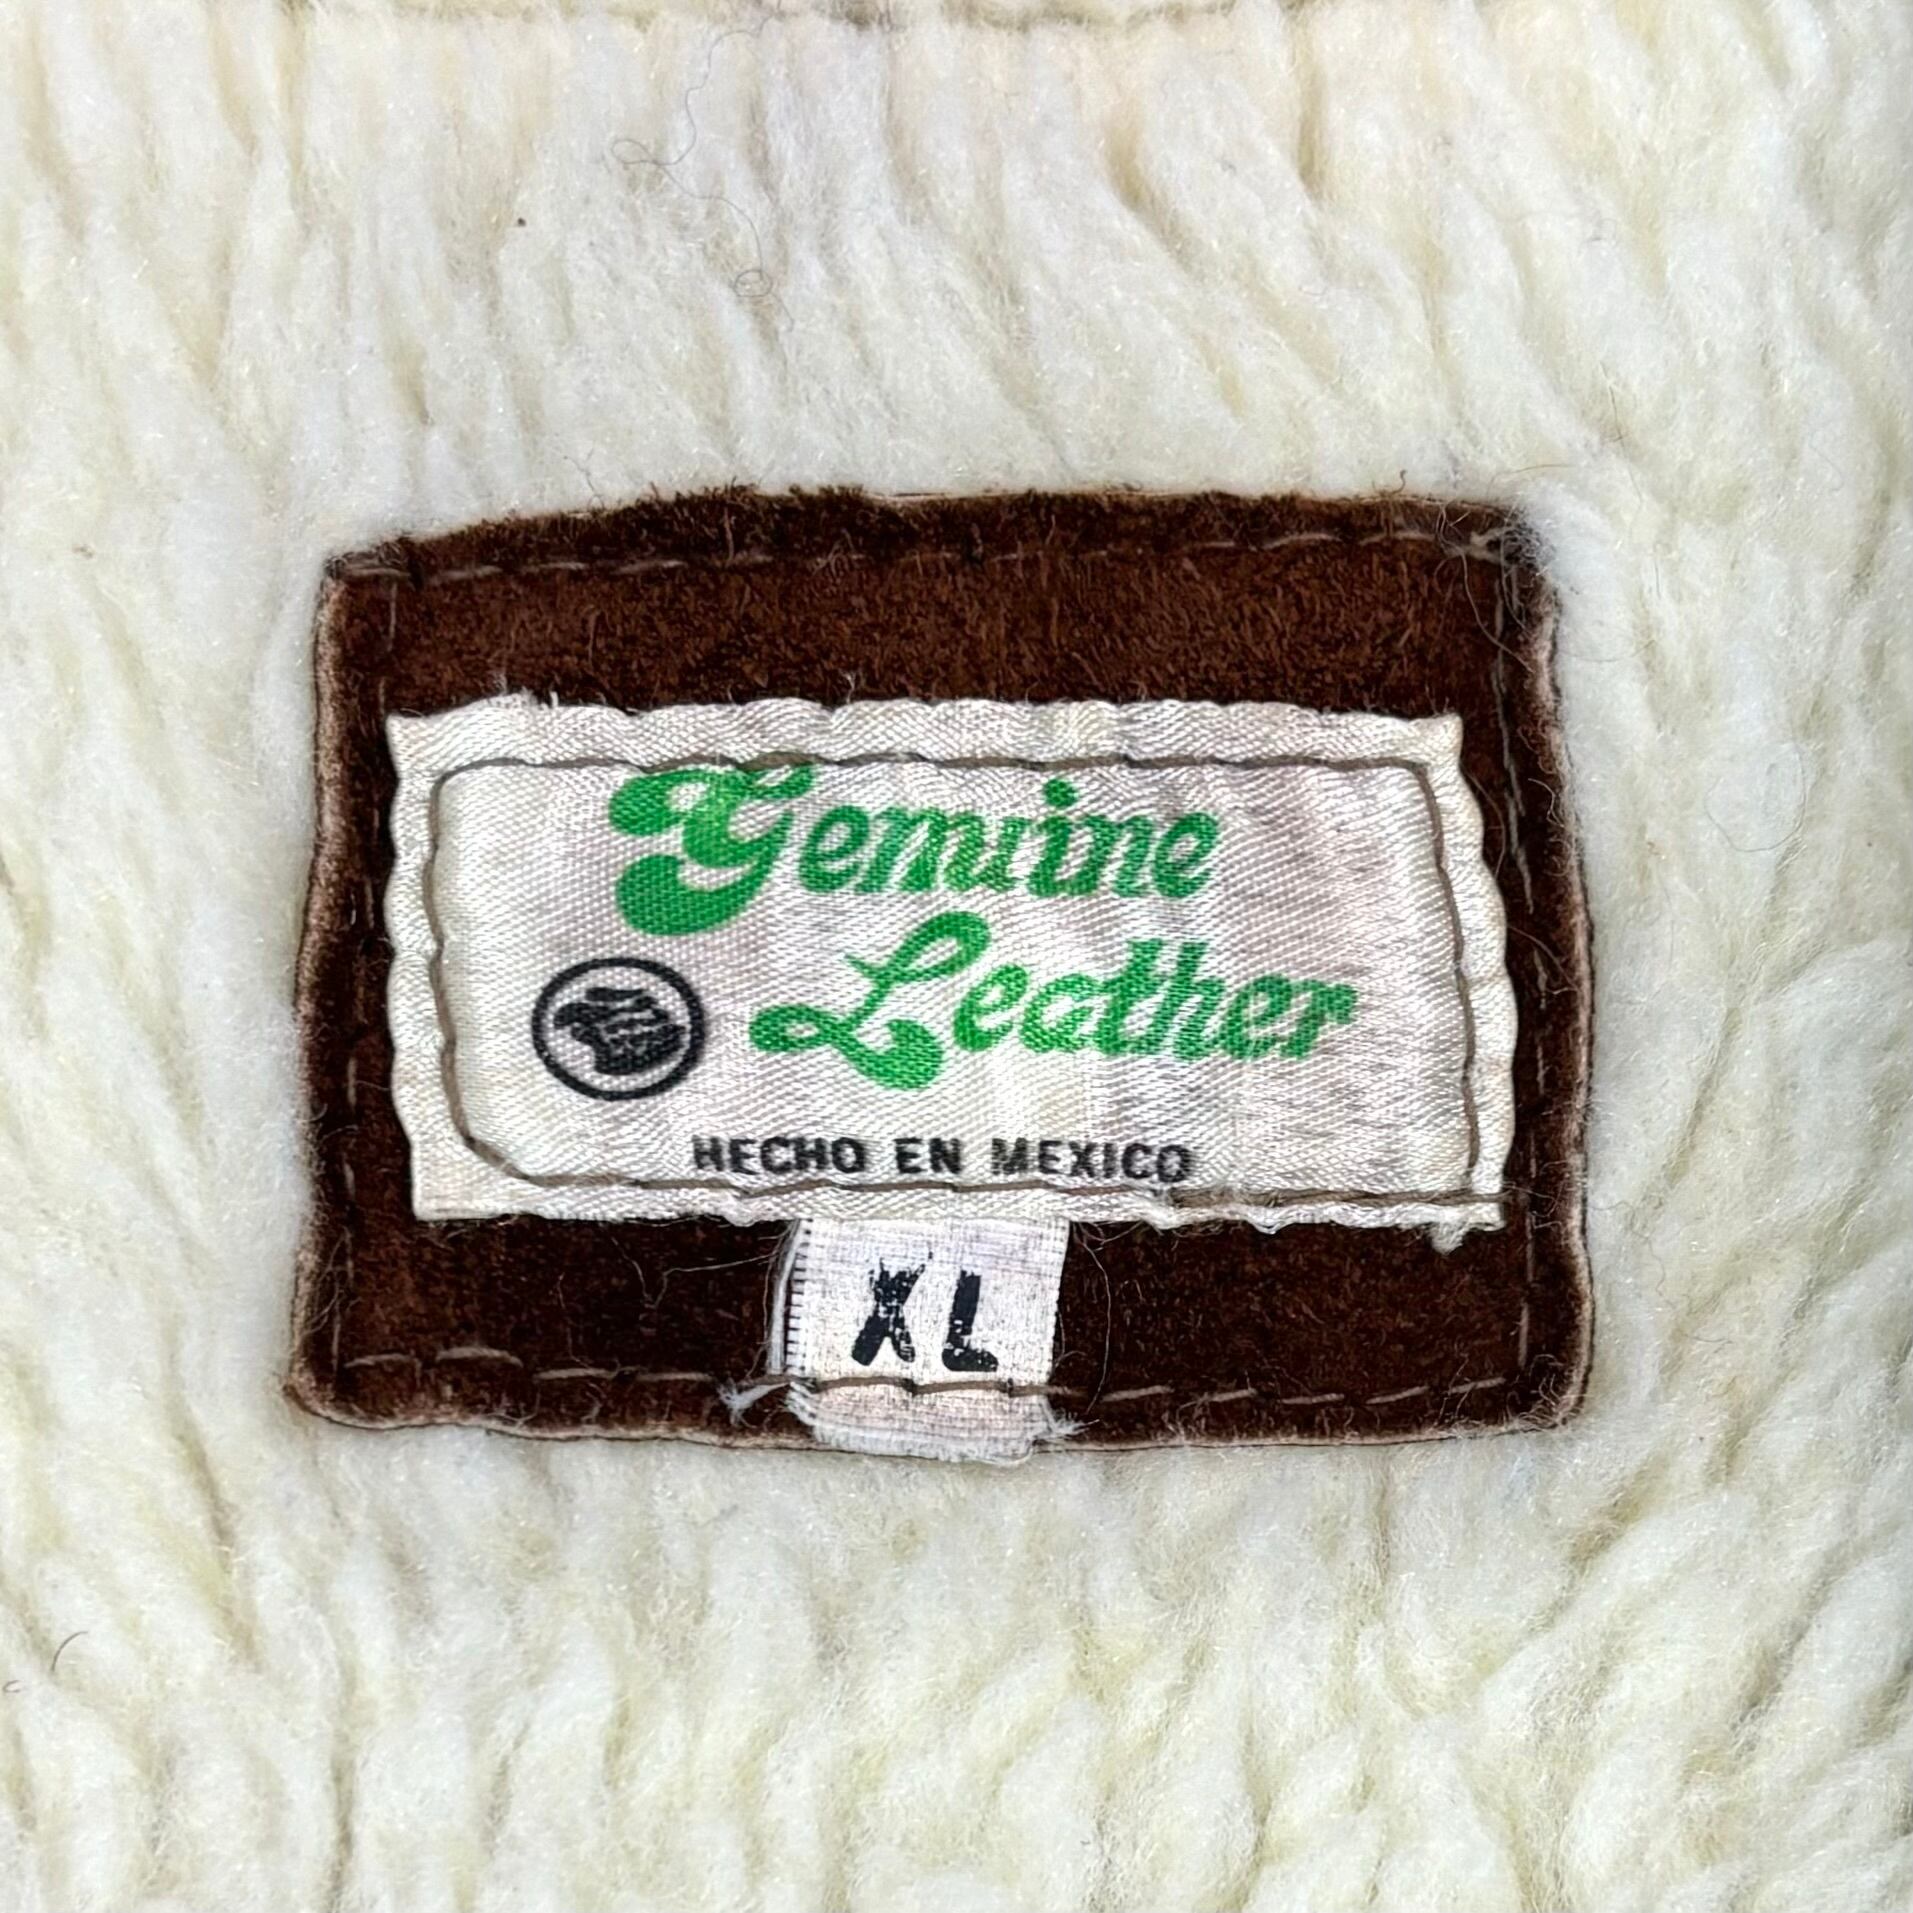 Genuine
Leather
HECHO EN MEXICO
XL